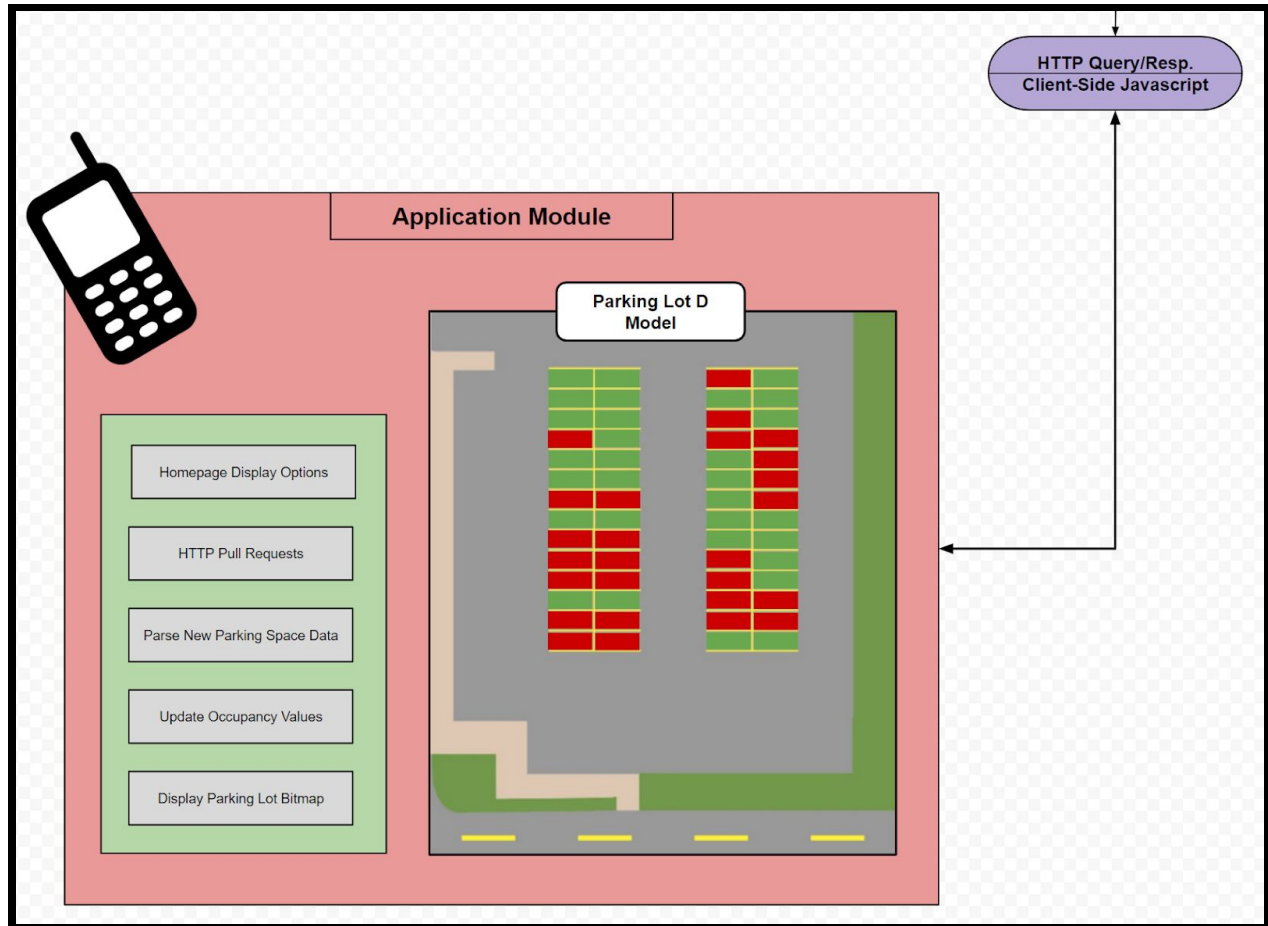 HTTP Query/Resp.
Client-Side Javascript
Application Module
Parking Lot D
Model
Homepage Display Options
HTTP Pull Requests
Parse New Parking Space Data
Update Occupancy Values
Display Parking Lot Bitmap